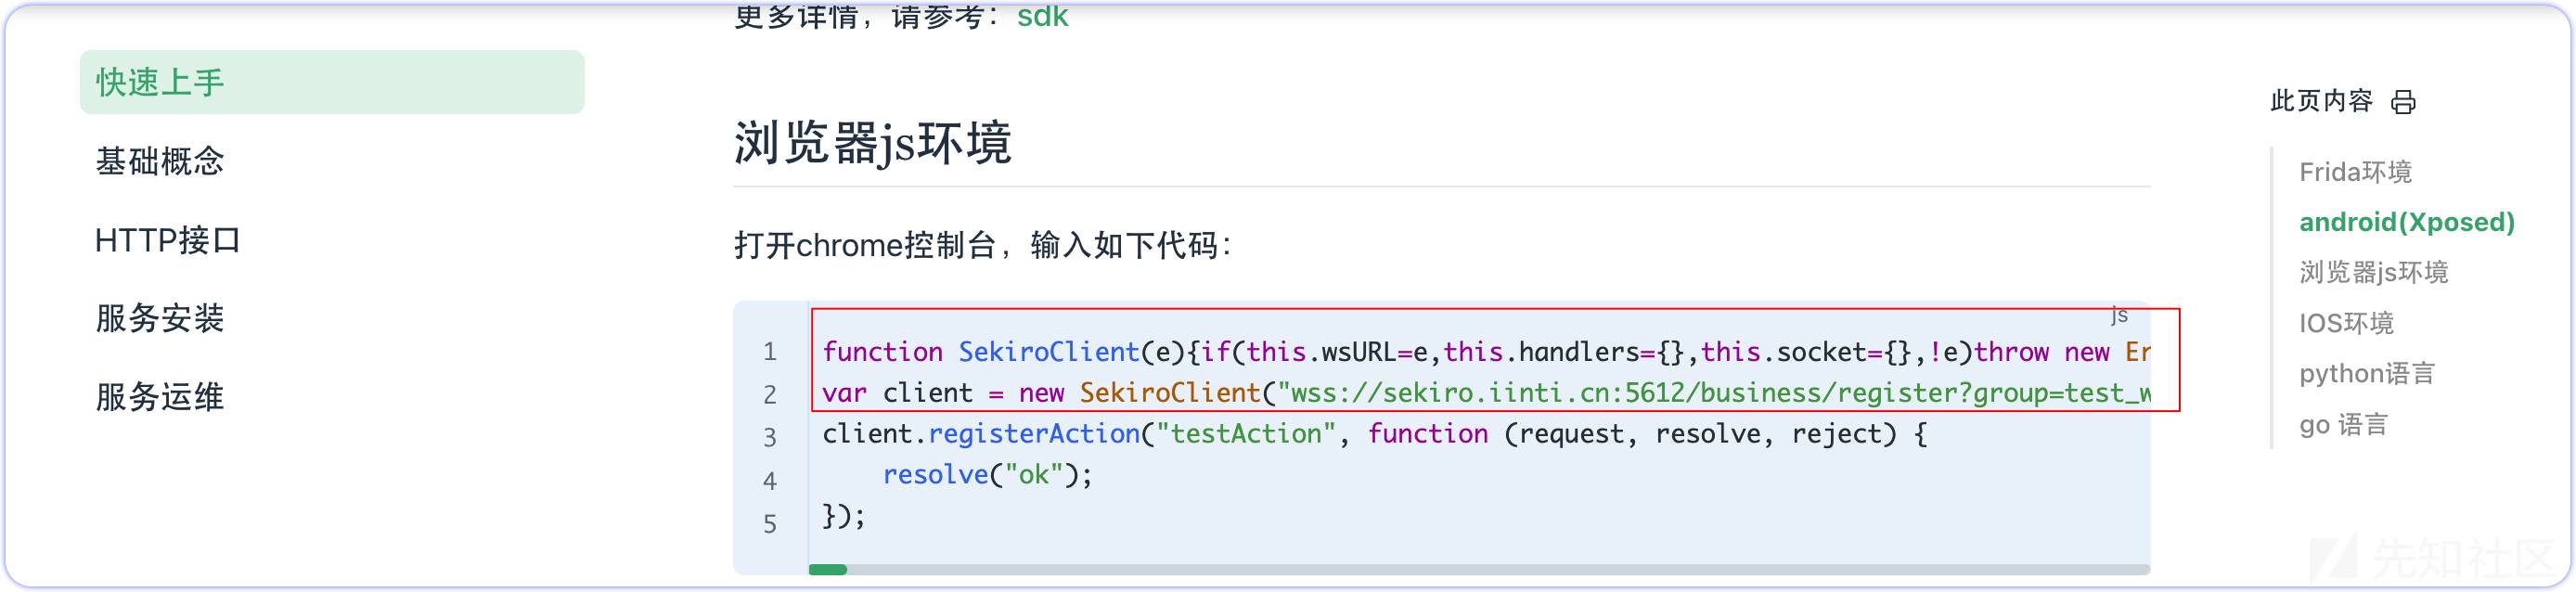 更多详情，请参考：sdk
快速上手
基础概念
HTTP接口
服务安装
服务运维
浏览器js环境
打开chrome控制台，输入如下代码：
js
1 function SekiroClient(e){if(this.wsURL=e,this.handlers={},this.socket={},!e)throw new Er
2 var client = new SekiroClient("wss://sekiro.iinti.cn:5612/business/register?group=test_w
3 client.registerAction("testAction", function (request, resolve, reject) {
4     resolve("ok");
5 });
此页内容
Frida环境
android(Xposed)
浏览器js环境
IOS环境
python语言
go 语言
先知社区